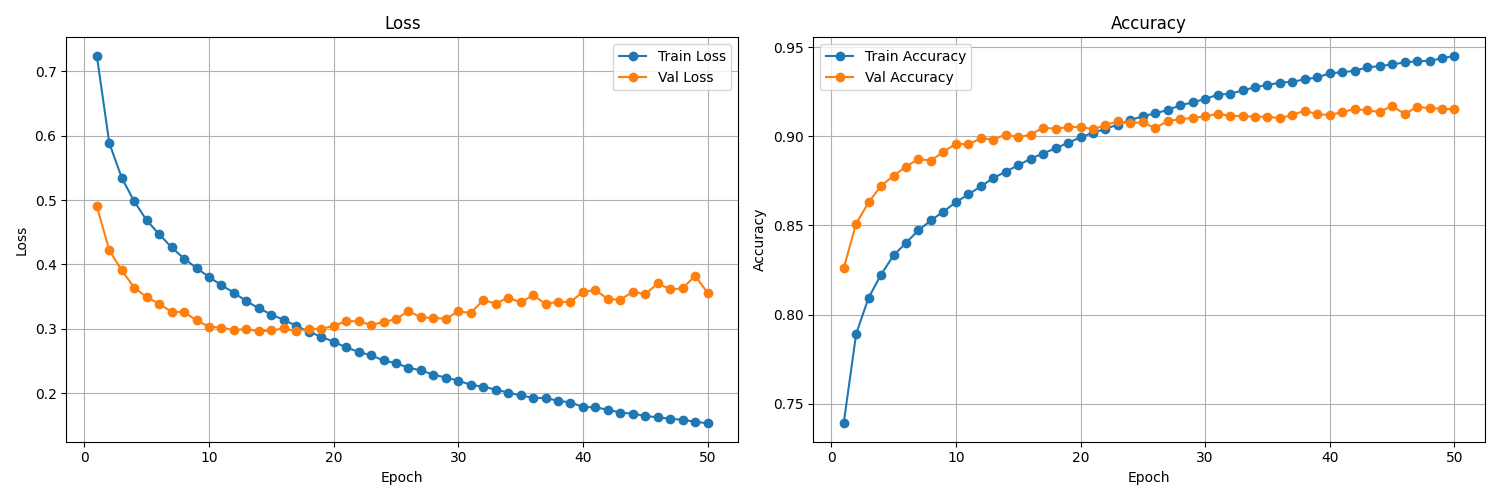 Loss
Train Loss
Val Loss
0.7
0.6
0.5
0.4
0.3
0.2
Loss
0 10 20 30 40 50
Epoch
Accuracy
Train Accuracy
Val Accuracy
0.95
0.90
0.85
0.80
0.75
Accuracy
0 10 20 30 40 50
Epoch